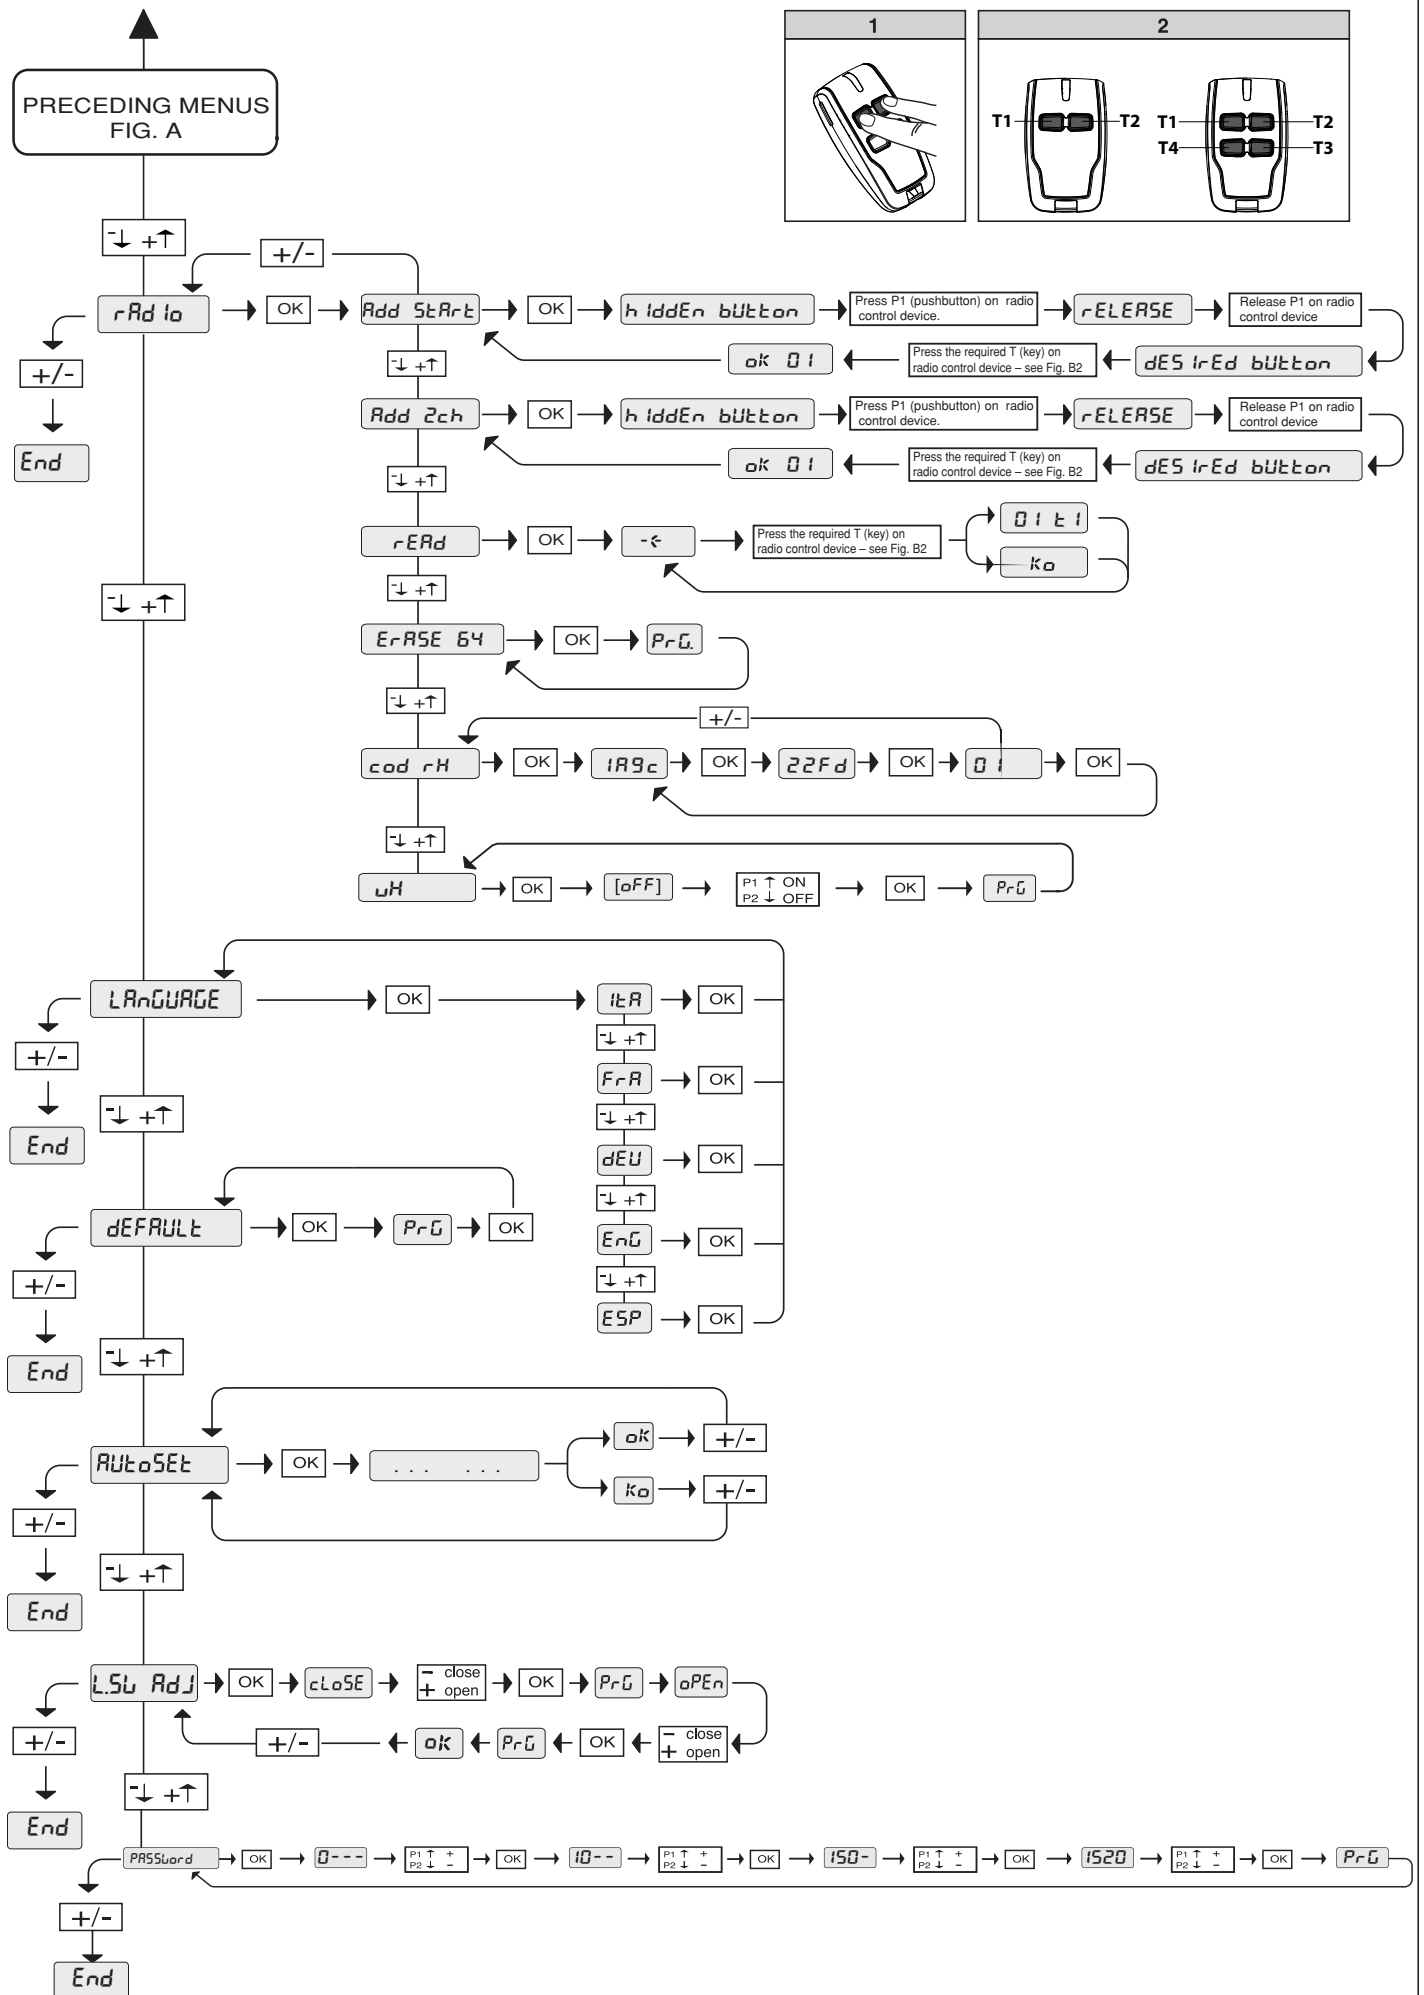 1
2
PRECEDING MENUS
FIG. A
T1
T2
T1
T2
T4
T3
- +
+/-
rAdIo
OK
Add StArt
OK
hIddEn bUtton
Press P1 (pushbutton) on radio
control device.
rELEASE
Release P1 on radio
control device
+/-
End
- +
oK 01
Press the required T (key) on
radio control device – see Fig. B2
dESIrEd bUtton
Add 2ch
OK
hIddEn bUtton
Press P1 (pushbutton) on radio
control device.
rELEASE
Release P1 on radio
control device
- +
oK 01
Press the required T (key) on
radio control device – see Fig. B2
dESIrEd bUtton
rEAd
OK
-<-
Press the required T (key) on
radio control device – see Fig. B2
01 t1
Ko
- +
- +
ErASE 64
OK
PrG.
- +
+/-
cod rH
OK
1A9c
OK
22Fd
OK
01
OK
- +
uH
OK
[oFF]
P1 ↑ ON
P2 ↓ OFF
OK
PrG
LAnGUAGE
OK
ItA
OK
- +
FrA
OK
- +
dEU
OK
- +
EnG
OK
- +
ESP
OK
+/-
End
- +
dEFAULt
OK
PrG
OK
+/-
End
- +
AUtoSEt
OK
... ...
oK
+/-
Ko
+/-
+/-
End
- +
L.SW AdJ
OK
cLoSE
– close
+ open
OK
PrG
oPEn
+/-
oK
PrG
OK
– close
+ open
+/-
End
- +
PASSword
OK
0---
P1 ↑ +
P2 ↓ –
OK
10--
P1 ↑ +
P2 ↓ –
OK
150-
P1 ↑ +
P2 ↓ –
OK
1520
P1 ↑ +
P2 ↓ –
OK
PrG
+/-
End